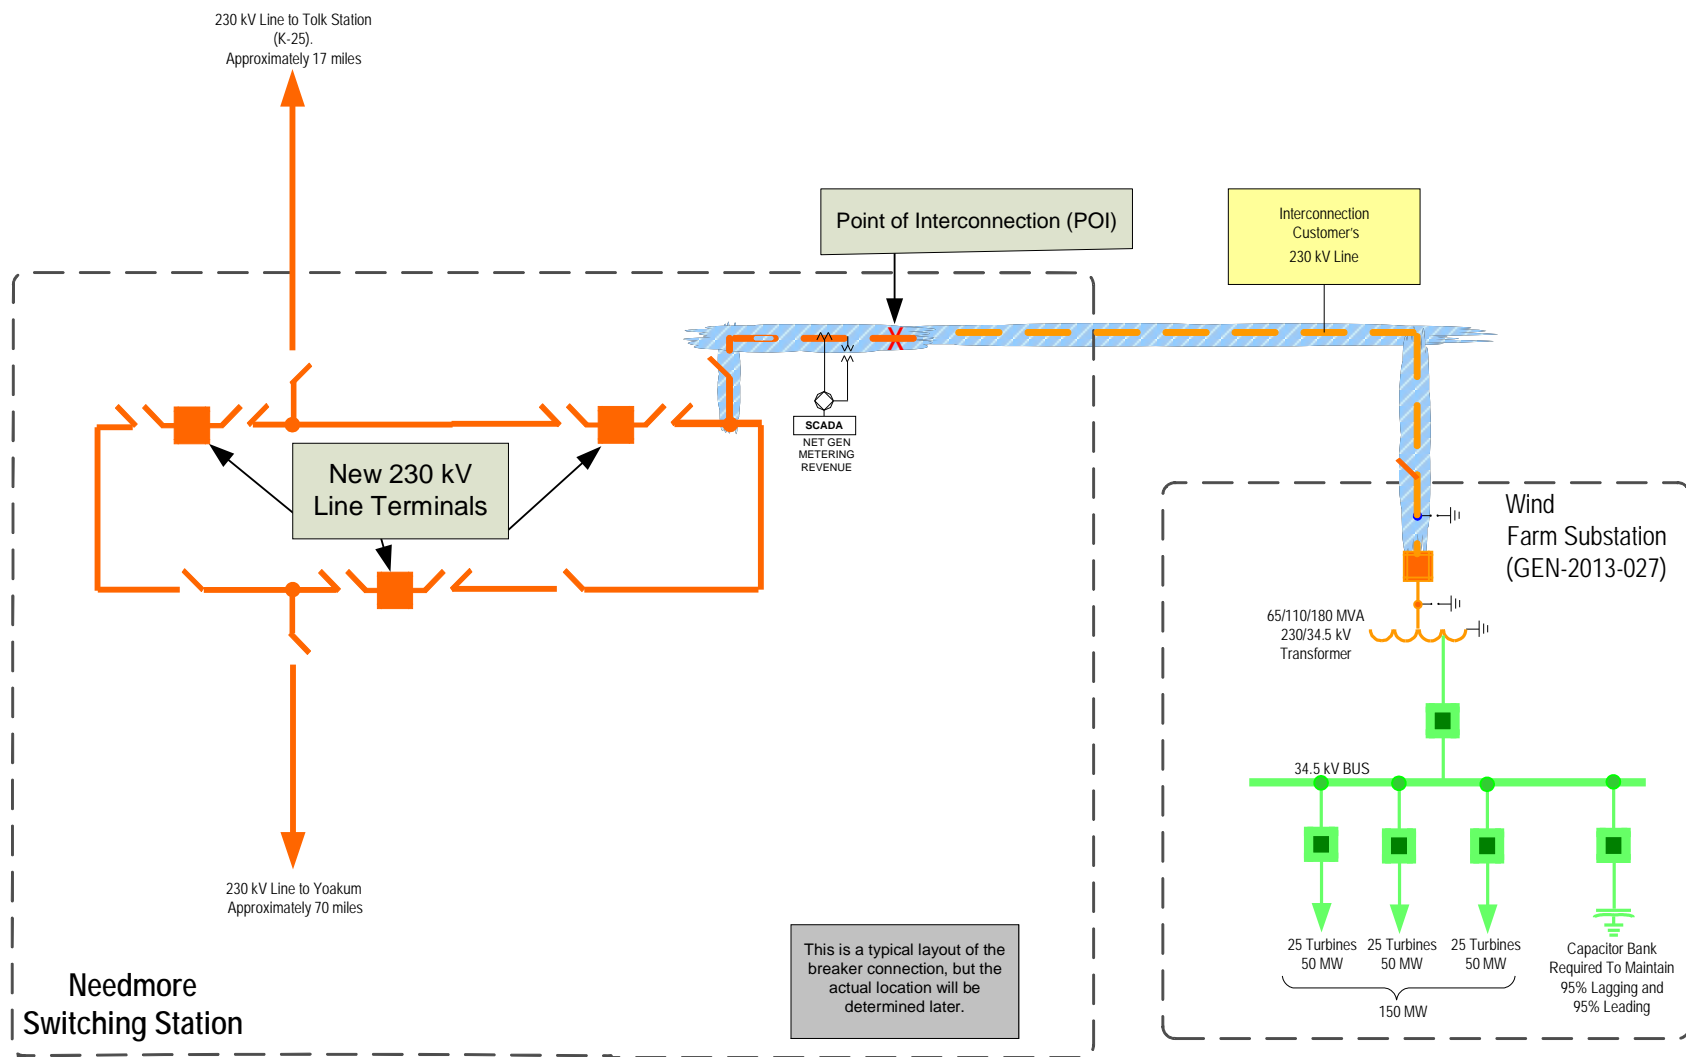 230 kV Line to Tolk Station
(K-25).
Approximately 17 miles
Point of Interconnection (POI)
Interconnection
Customer's
230 kV Line
SCADA
NET GEN
METERING
REVENUE
New 230 kV
Line Terminals
Wind
Farm Substation
(GEN-2013-027)
65/110/180 MVA
230/34.5 kV
Transformer
34.5 kV BUS
230 kV Line to Yoakum
Approximately 70 miles
This is a typical layout of the
breaker connection, but the
actual location will be
determined later.
25 Turbines
50 MW
25 Turbines
50 MW
25 Turbines
50 MW
150 MW
Capacitor Bank
Required To Maintain
95% Lagging and
95% Leading
Needmore
Switching Station